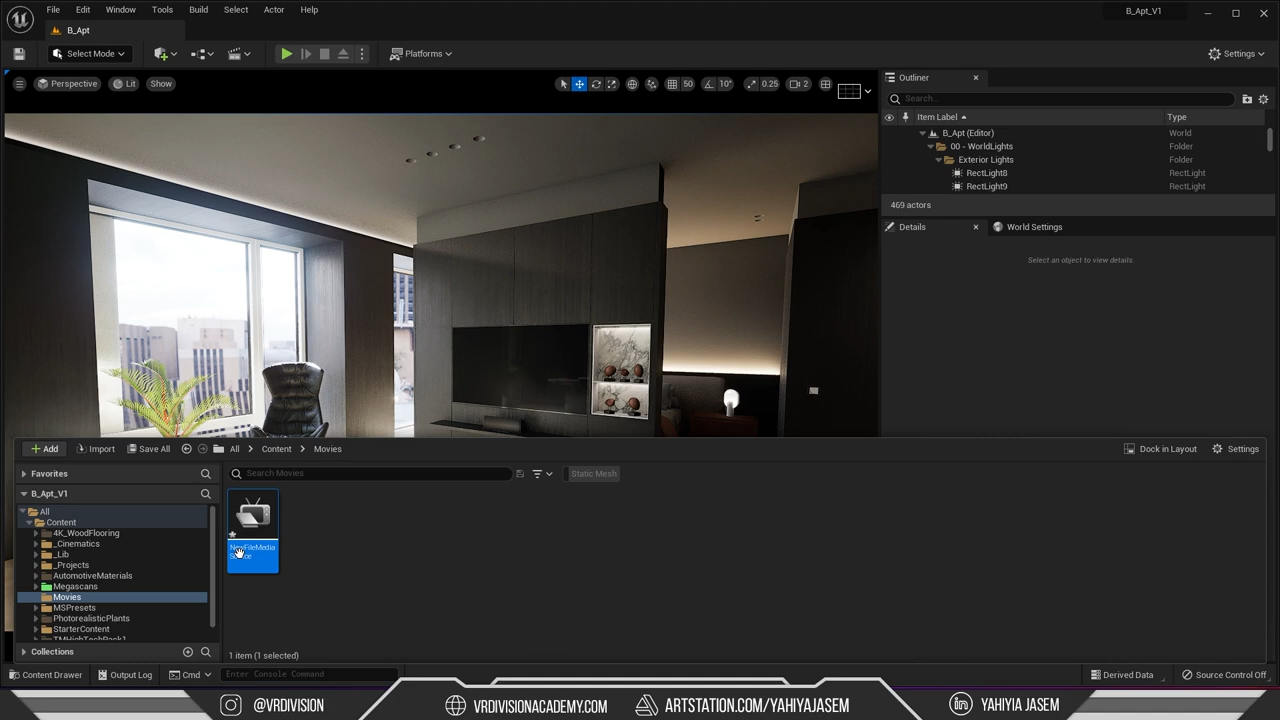 File Edit Window Tools Build Select Actor Help
B_Apt_V1
B_Apt
Select Mode
Platforms
Settings
Perspective Lit Show
50 10° 0.25 2
Outliner
Search...
Item Label Type
B_Apt (Editor) World
00 - WorldLights Folder
Exterior Lights Folder
RectLight8 RectLight
RectLight9 RectLight
469 actors
Details World Settings
Select an object to view details.
Add Import Save All All Content Movies
Dock in Layout Settings
Favorites
Search Movies
Static Mesh
B_Apt_V1
All
Content
4K_WoodFlooring
_Cinematics
_Lib
_Projects
AutomotiveMaterials
Megascans
Movies
MSPresets
PhotorealisticPlants
StarterContent
TMHighTechPack1
Collections
1 item (1 selected)
Content Drawer Output Log Cmd Enter Console Command
Derived Data Source Control Off
@VRDIVISION VRDIVISIONACADEMY.COM ARTSTATION.COM/YAHIYAJASEM YAHIYIA JASEM